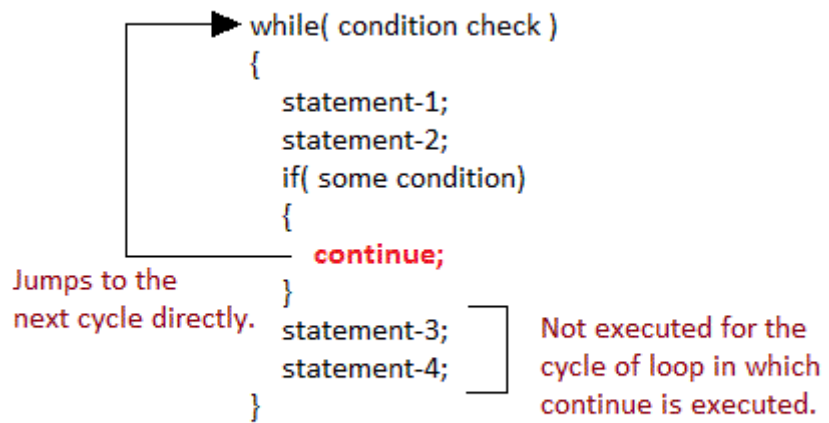 while( condition check )
{
statement-1;
statement-2;
if( some condition)
{
continue;
}
statement-3;
statement-4;
}
Jumps to the
next cycle directly.
Not executed for the
cycle of loop in which
continue is executed.